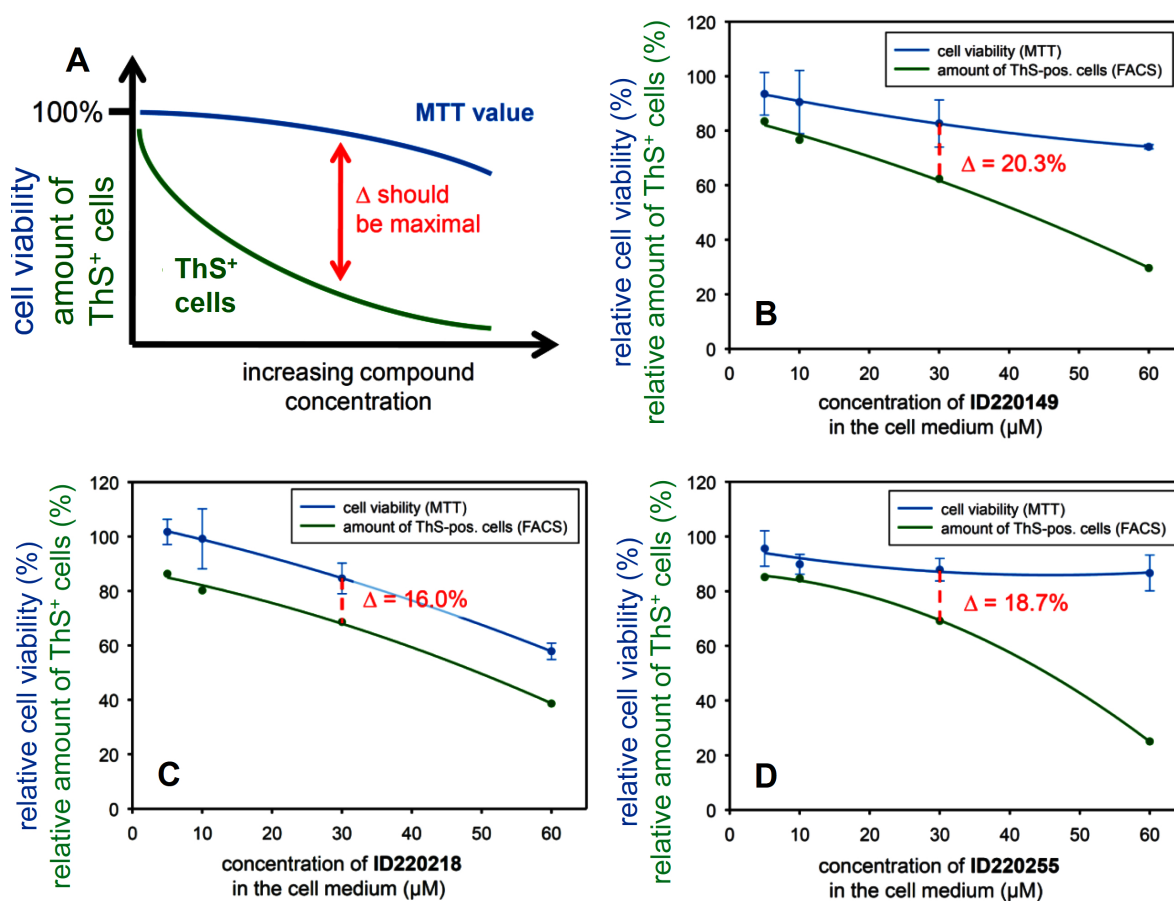 A
100%
MTT value
Δ should
be maximal
ThS⁺
cells
cell viability
amount of
ThS⁺ cells
increasing compound
concentration
relative cell viability (%)
relative amount of ThS⁺ cells (%)
120
100
80
60
40
20
0
cell viability (MTT)
amount of ThS-pos. cells (FACS)
Δ = 20.3%
B
0 10 20 30 40 50 60
concentration of ID220149
in the cell medium (µM)
relative cell viability (%)
relative amount of ThS⁺ cells (%)
120
100
80
60
40
20
0
cell viability (MTT)
amount of ThS-pos. cells (FACS)
Δ = 16.0%
C
0 10 20 30 40 50 60
concentration of ID220218
in the cell medium (µM)
relative cell viability (%)
relative amount of ThS⁺ cells (%)
120
100
80
60
40
20
0
cell viability (MTT)
amount of ThS-pos. cells (FACS)
Δ = 18.7%
D
0 10 20 30 40 50 60
concentration of ID220255
in the cell medium (µM)